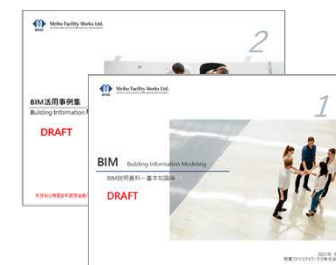 Meiho Facility Works Ltd.
2
BIM活用事例集
Building Information
DRAFT
Meiho Facility Works Ltd.
1
BIM Building Information Modeling
BIM説明資料～基本知識編
DRAFT